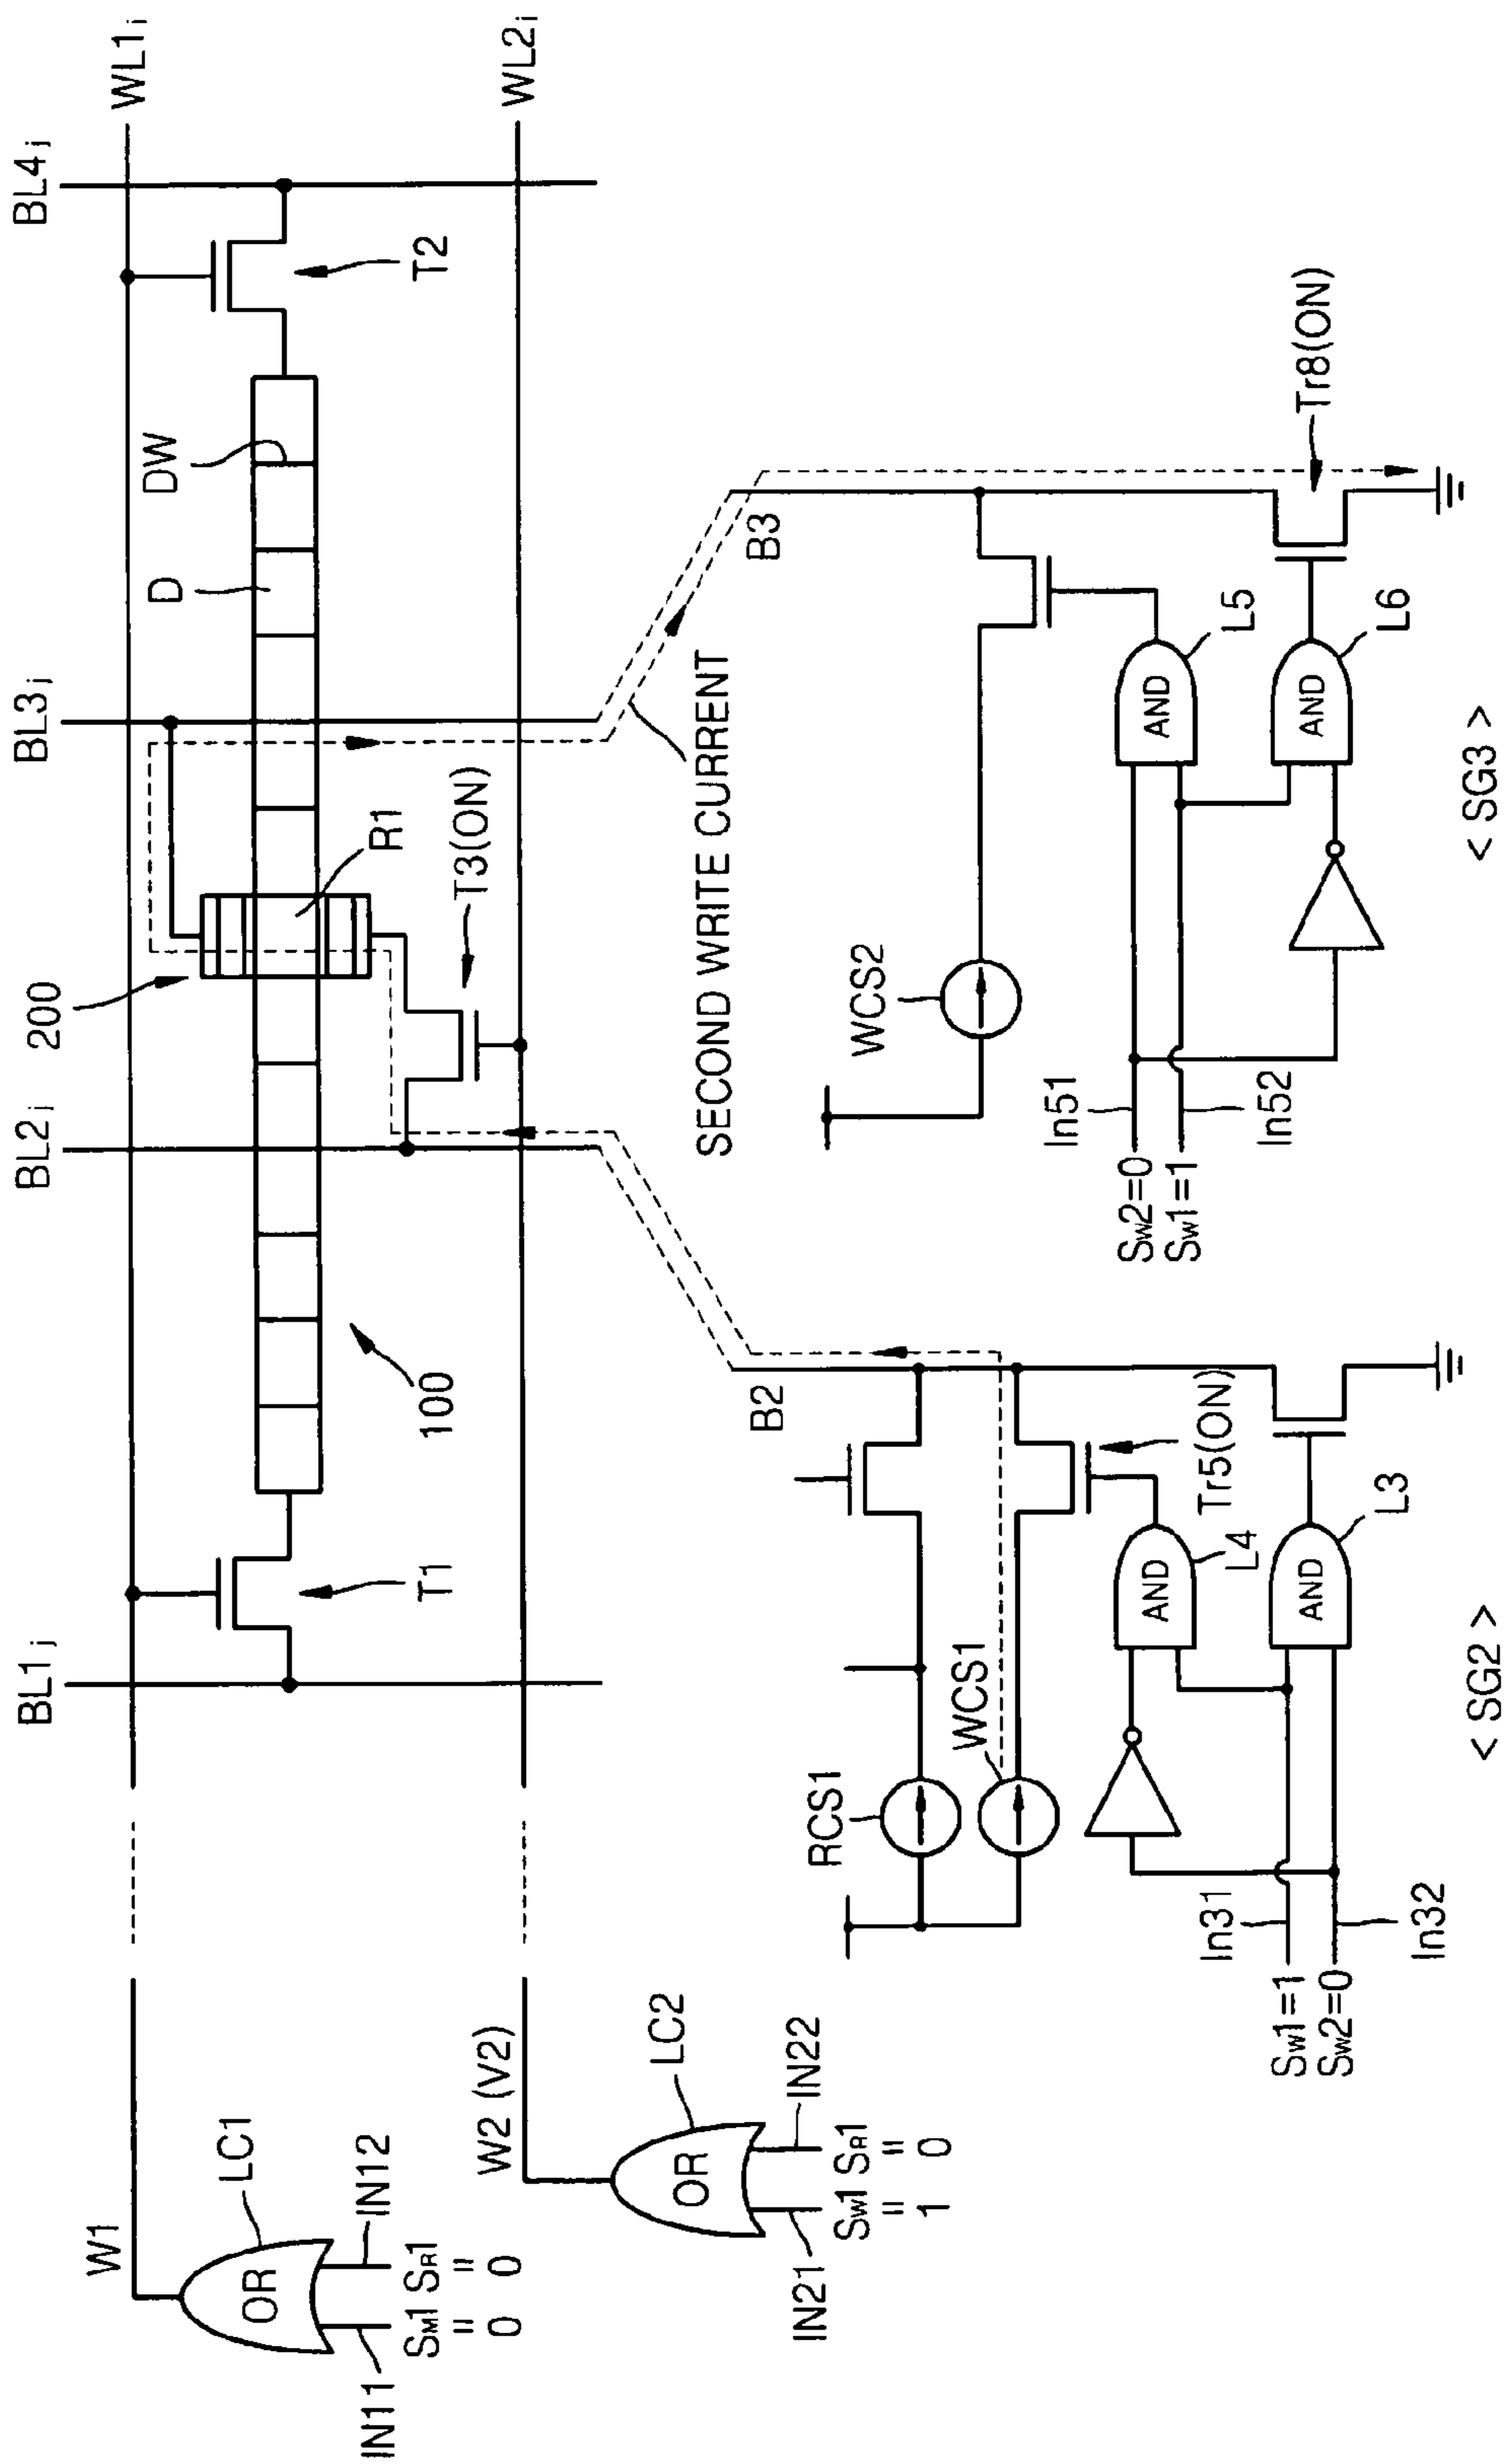 BL1j
BL2j
BL3j
BL4j
WL1i
WL2i
W1
LC1
OR
IN11
IN12
SM1 = 0
SR1 = 0
W2 (V2)
LC2
OR
IN21
IN22
SW1 = 1
SR1 = 0
T1
100
200
R1
T3(ON)
D
DW
T2
SECOND WRITE CURRENT
B2
RCS1
WCS1
Tr5(ON)
AND
L4
AND
L3
In31
In32
SW1=1
SW2=0
< SG2 >
B3
WCS2
AND
L5
AND
L6
Tr8(ON)
In51
In52
SW2=0
SW1=1
< SG3 >